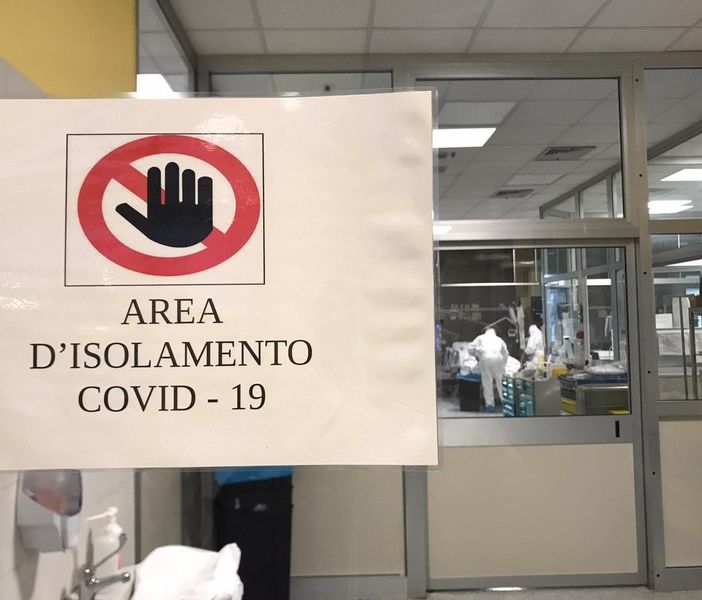 AREA
D'ISOLAMENTO
COVID - 19